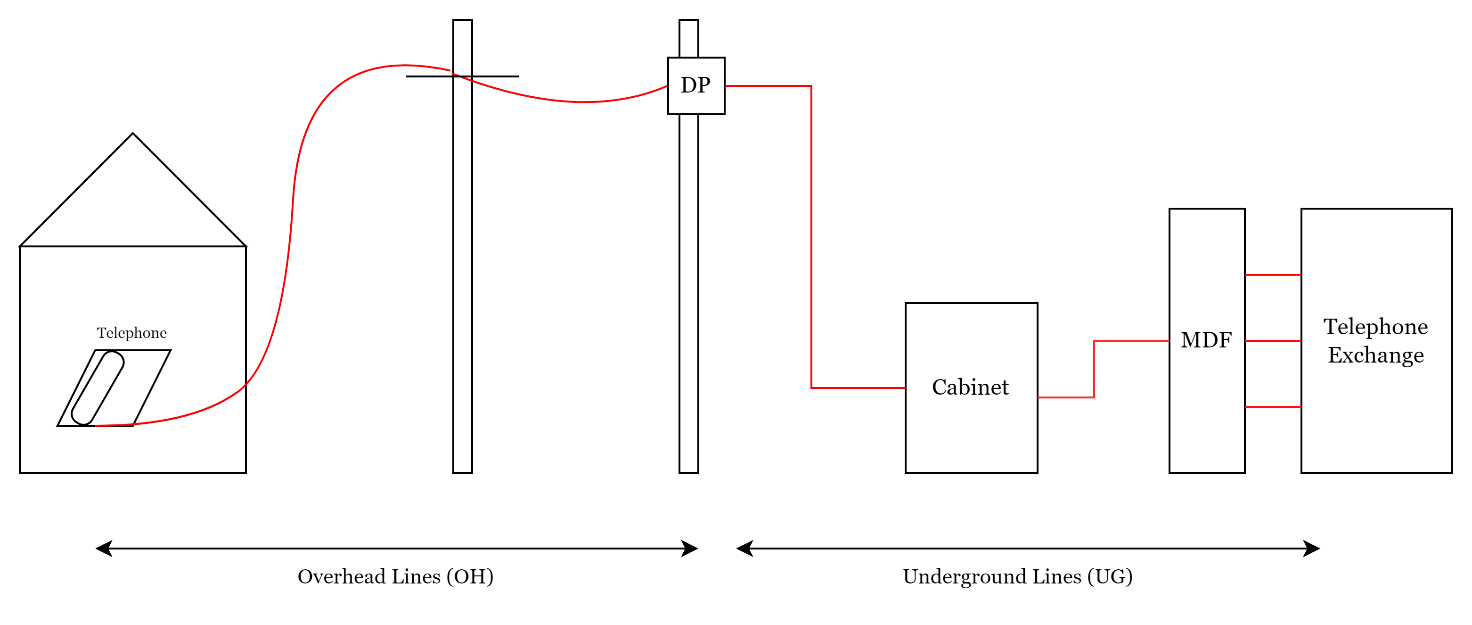 DP
Telephone
Cabinet
MDF
Telephone
Exchange
Overhead Lines (OH)
Underground Lines (UG)